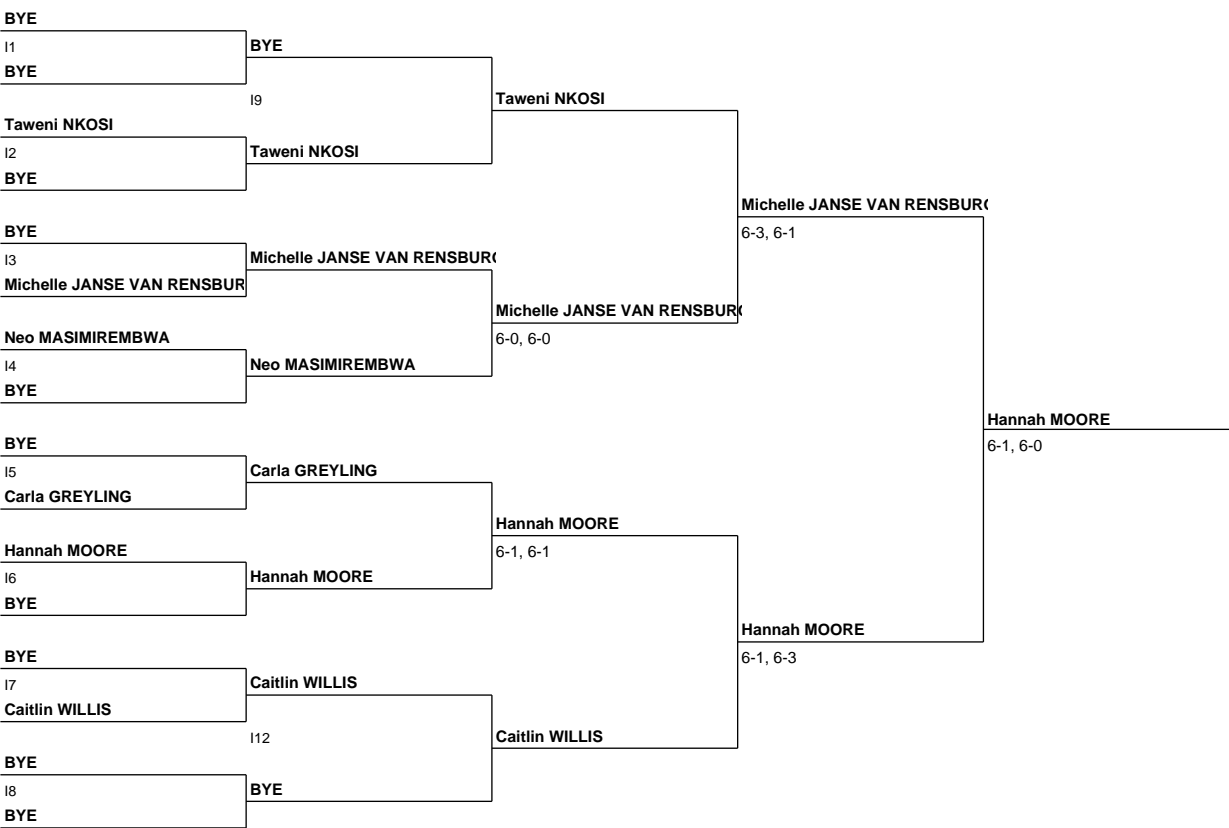 BYE
I1
BYE
BYE
I9
Taweni NKOSI
Taweni NKOSI
I2
Taweni NKOSI
BYE
Michelle JANSE VAN RENSBUR
6-3, 6-1
BYE
I3
Michelle JANSE VAN RENSBUR
Michelle JANSE VAN RENSBUR
Michelle JANSE VAN RENSBUR
6-0, 6-0
Neo MASIMIREMBWA
I4
Neo MASIMIREMBWA
BYE
Hannah MOORE
6-1, 6-0
BYE
I5
Carla GREYLING
Carla GREYLING
Hannah MOORE
6-1, 6-1
Hannah MOORE
I6
Hannah MOORE
BYE
Hannah MOORE
6-1, 6-3
BYE
I7
Caitlin WILLIS
Caitlin WILLIS
I12
Caitlin WILLIS
BYE
I8
BYE
BYE